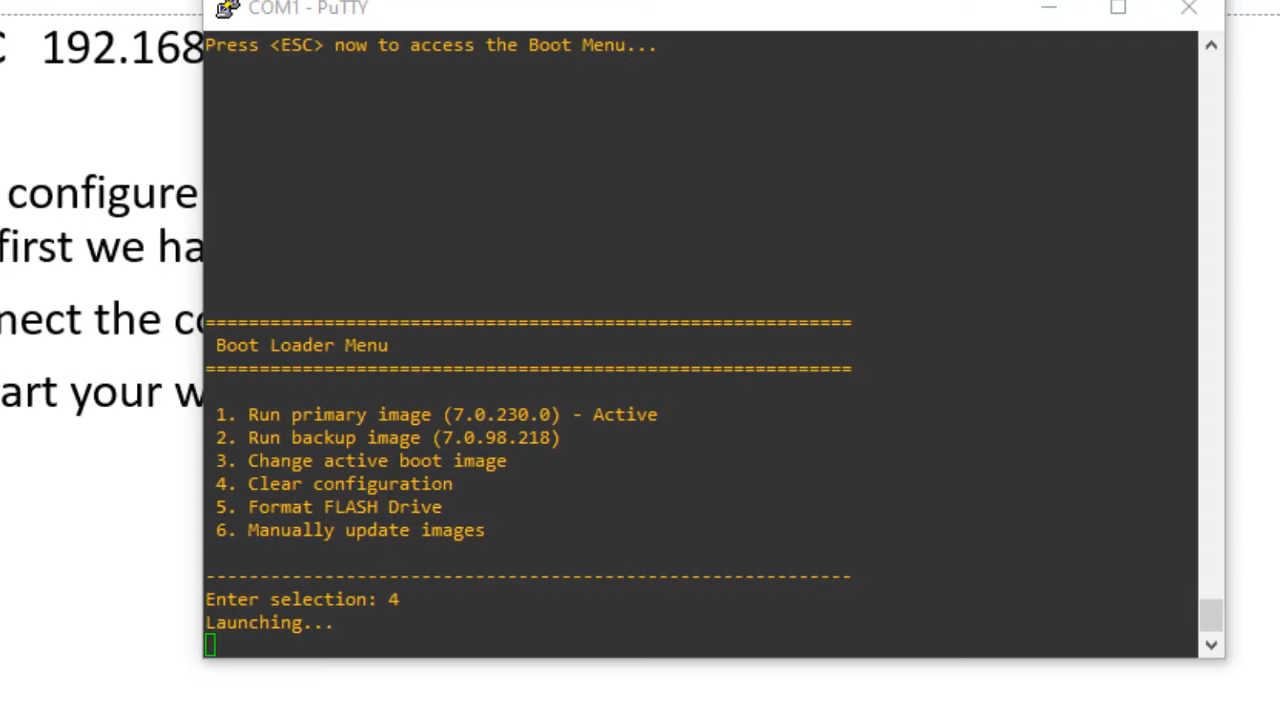 COM1 - PuTTY
192.168
Press <ESC> now to access the Boot Menu...
configure
first we ha
nect the co
art your w
============================================================
Boot Loader Menu
============================================================
1. Run primary image (7.0.230.0) - Active
2. Run backup image (7.0.98.218)
3. Change active boot image
4. Clear configuration
5. Format FLASH Drive
6. Manually update images
------------------------------------------------------------
Enter selection: 4
Launching...